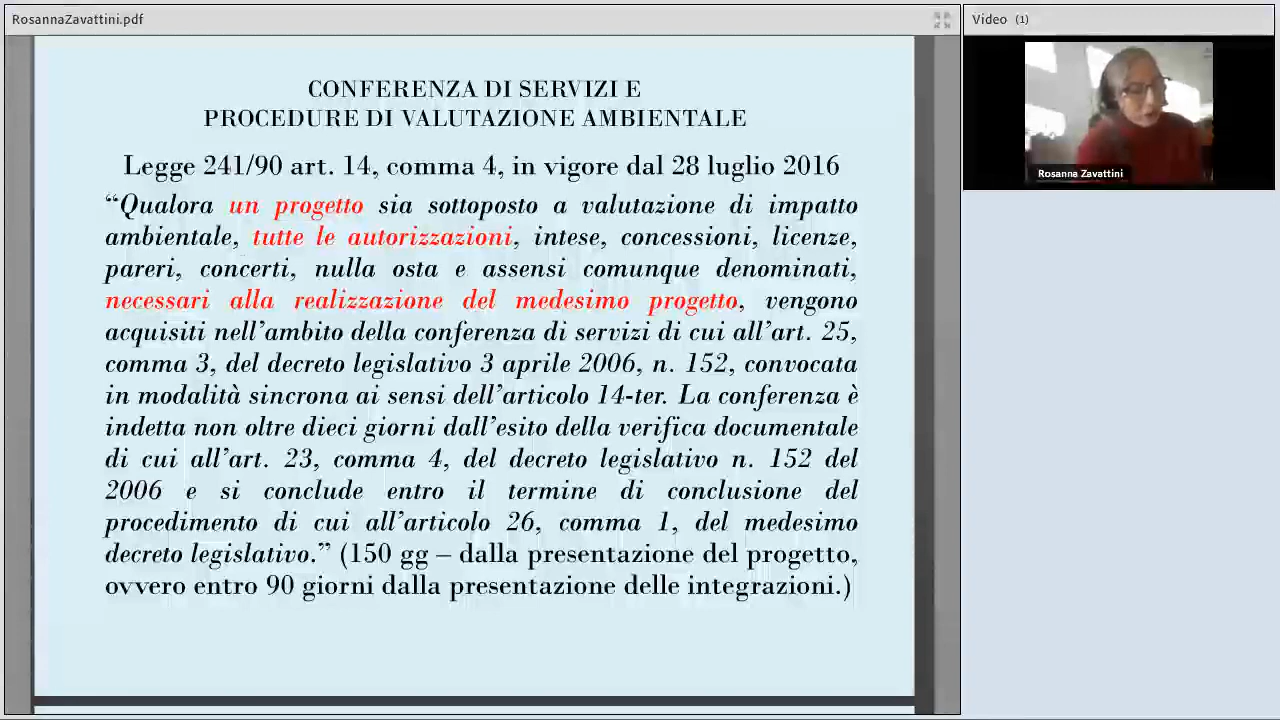 RosannaZavattini.pdf
Video (1)
Rosanna Zavattini
CONFERENZA DI SERVIZI E
PROCEDURE DI VALUTAZIONE AMBIENTALE
Legge 241/90 art. 14, comma 4, in vigore dal 28 luglio 2016
“Qualora un progetto sia sottoposto a valutazione di impatto
ambientale, tutte le autorizzazioni, intese, concessioni, licenze,
pareri, concerti, nulla osta e assensi comunque denominati,
necessari alla realizzazione del medesimo progetto, vengono
acquisiti nell’ambito della conferenza di servizi di cui all’art. 25,
comma 3, del decreto legislativo 3 aprile 2006, n. 152, convocata
in modalità sincrona ai sensi dell’articolo 14-ter. La conferenza è
indetta non oltre dieci giorni dall’esito della verifica documentale
di cui all’art. 23, comma 4, del decreto legislativo n. 152 del
2006 e si conclude entro il termine di conclusione del
procedimento di cui all’articolo 26, comma 1, del medesimo
decreto legislativo.” (150 gg – dalla presentazione del progetto,
ovvero entro 90 giorni dalla presentazione delle integrazioni.)